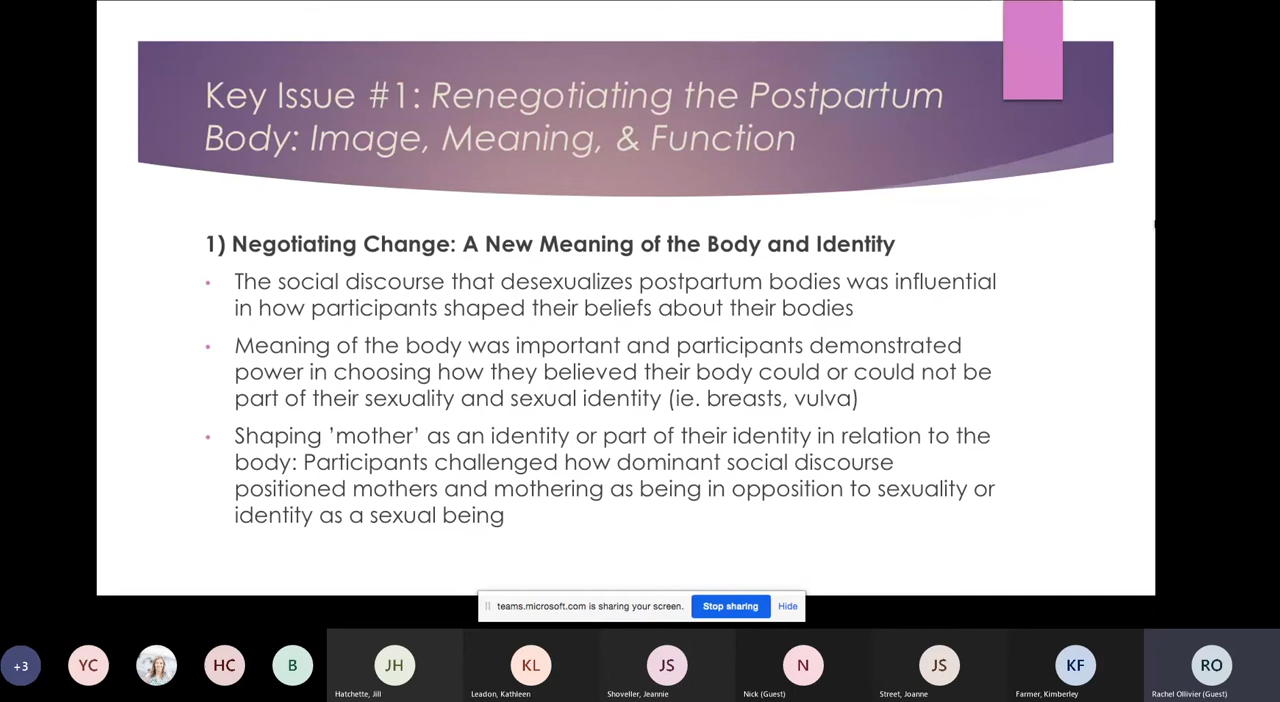 Key Issue #1: Renegotiating the Postpartum
Body: Image, Meaning, & Function
1) Negotiating Change: A New Meaning of the Body and Identity
• The social discourse that desexualizes postpartum bodies was influential
in how participants shaped their beliefs about their bodies
• Meaning of the body was important and participants demonstrated
power in choosing how they believed their body could or could not be
part of their sexuality and sexual identity (ie. breasts, vulva)
• Shaping 'mother' as an identity or part of their identity in relation to the
body: Participants challenged how dominant social discourse
positioned mothers and mothering as being in opposition to sexuality or
identity as a sexual being
teams.microsoft.com is sharing your screen. Stop sharing Hide
+3 YC HC B JH KL JS N JS KF RO
Hatchette, Jill Leadon, Kathleen Shoveller, Jeannie Nick (Guest) Street, Joanne Farmer, Kimberley Rachel Ollivier (Guest)